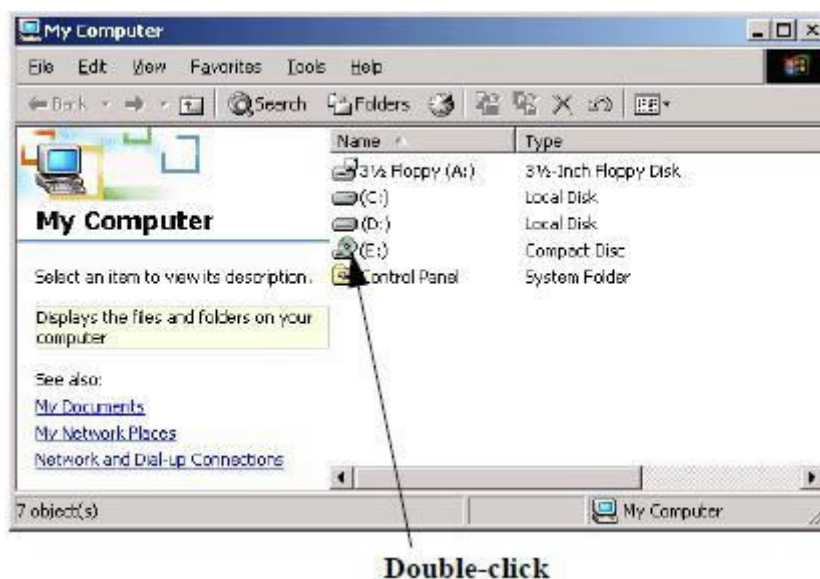 My Computer
File Edit View Favorites Tools Help
Back Search Folders
Name Type
3½ Floppy (A:) 3½-Inch Floppy Disk
(C:) Local Disk
(D:) Local Disk
(E:) Compact Disc
Control Panel System Folder
My Computer
Select an item to view its description.
Displays the files and folders on your
computer
See also:
My Documents
My Network Places
Network and Dial-up Connections
7 object(s) My Computer
Double-click